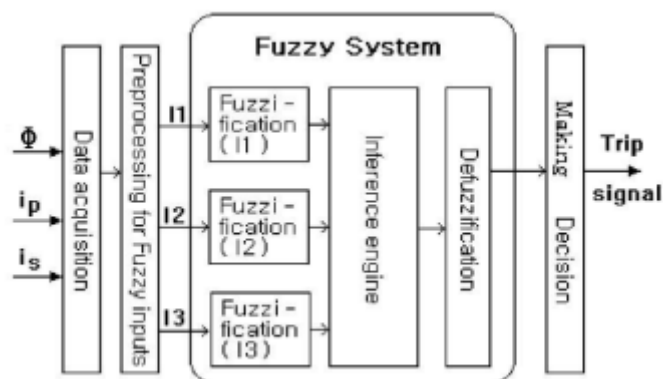 Fuzzy System
Φ
ip
is
Data acquisition
Preprocessing for Fuzzy inputs
I1
I2
I3
Fuzzi-
fication
(I1)
Fuzzi-
fication
(I2)
Fuzzi-
fication
(I3)
Inference engine
Defuzzification
Making Decision
Trip
signal